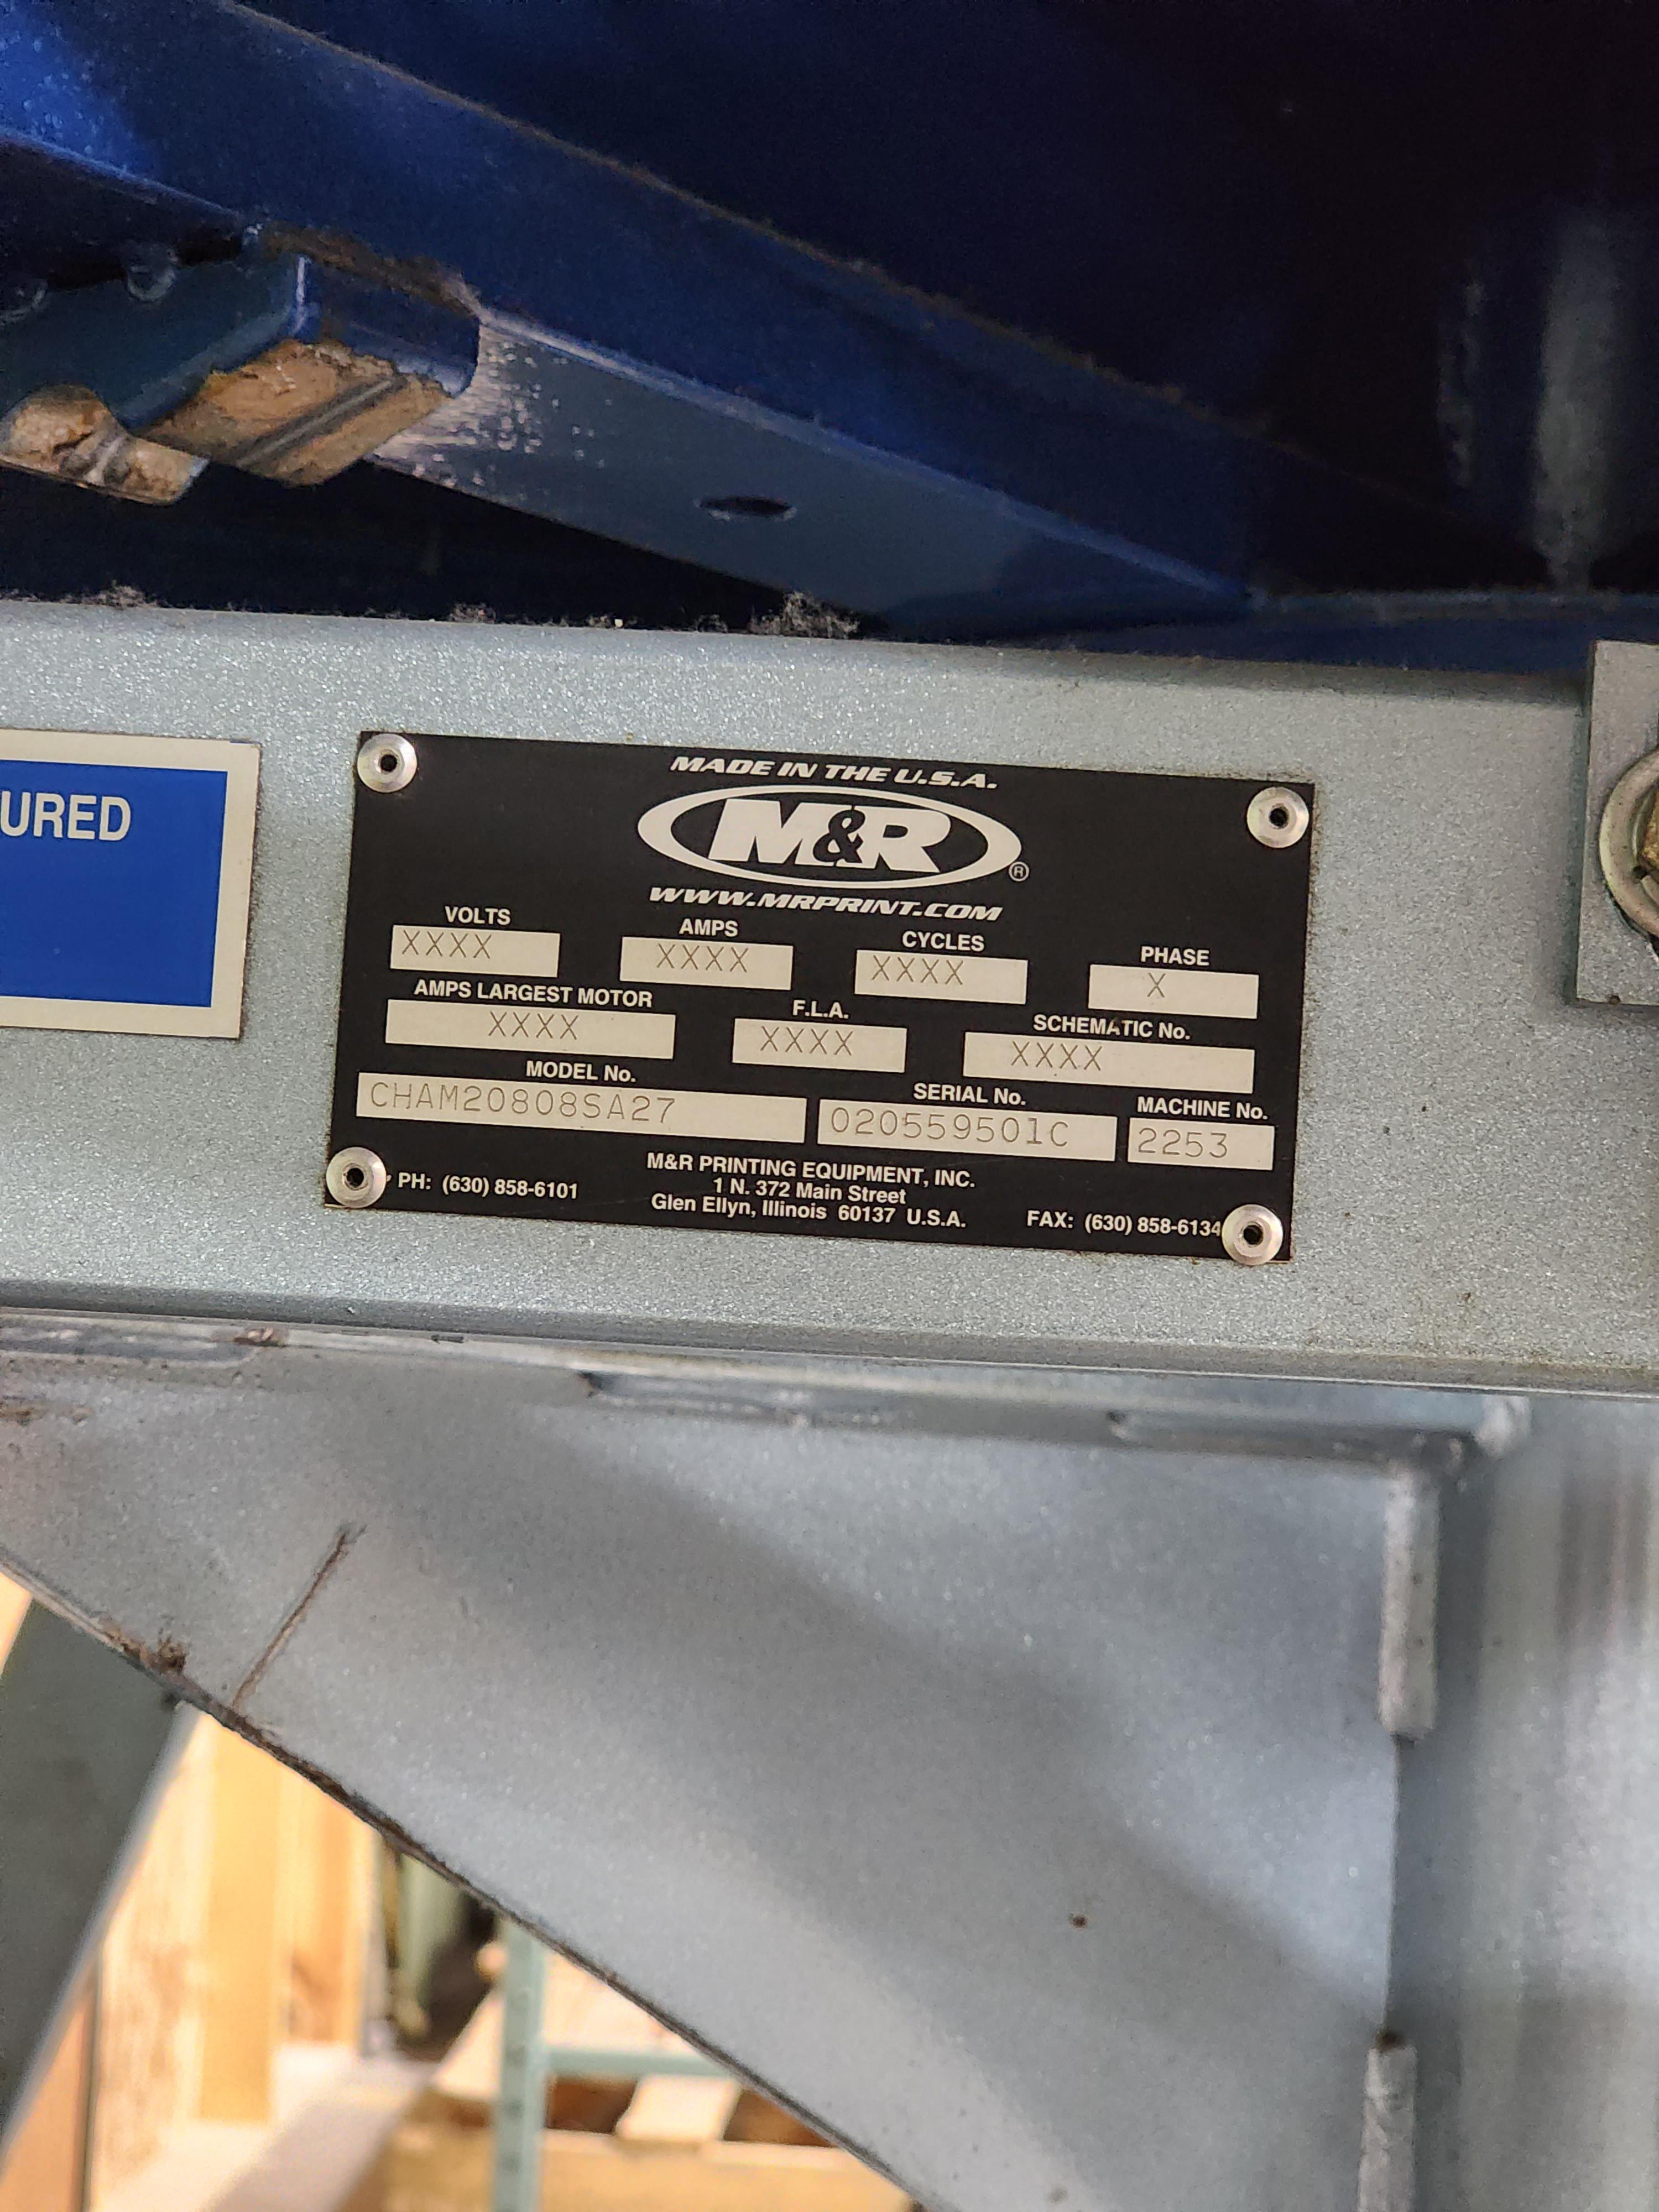 URED
MADE IN THE U.S.A.
M&R®
WWW.MRPRINT.COM
VOLTS AMPS CYCLES PHASE
XXXX XXXX XXXX X
AMPS LARGEST MOTOR F.L.A. SCHEMATIC No.
XXXX XXXX XXXX
MODEL No. SERIAL No. MACHINE No.
CHAM20808SA27 020559501C 2253
M&R PRINTING EQUIPMENT, INC.
1 N. 372 Main Street
Glen Ellyn, Illinois 60137 U.S.A.
PH: (630) 858-6101 FAX: (630) 858-6134